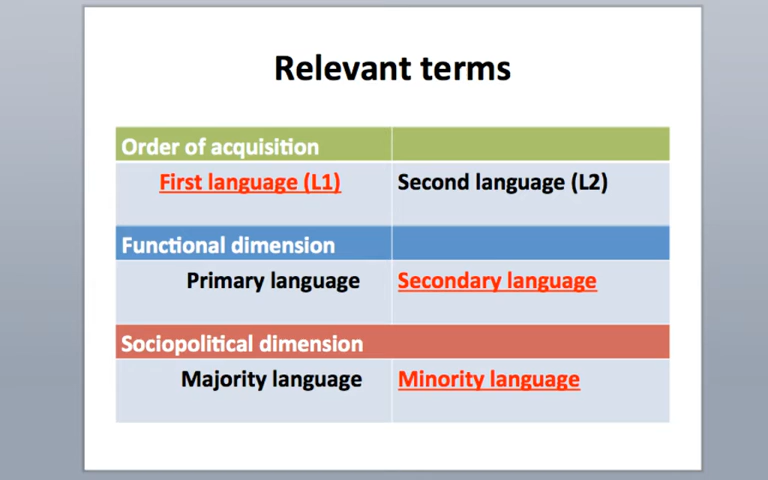 Relevant terms
Order of acquisition
First language (L1) Second language (L2)
Functional dimension
Primary language Secondary language
Sociopolitical dimension
Majority language Minority language